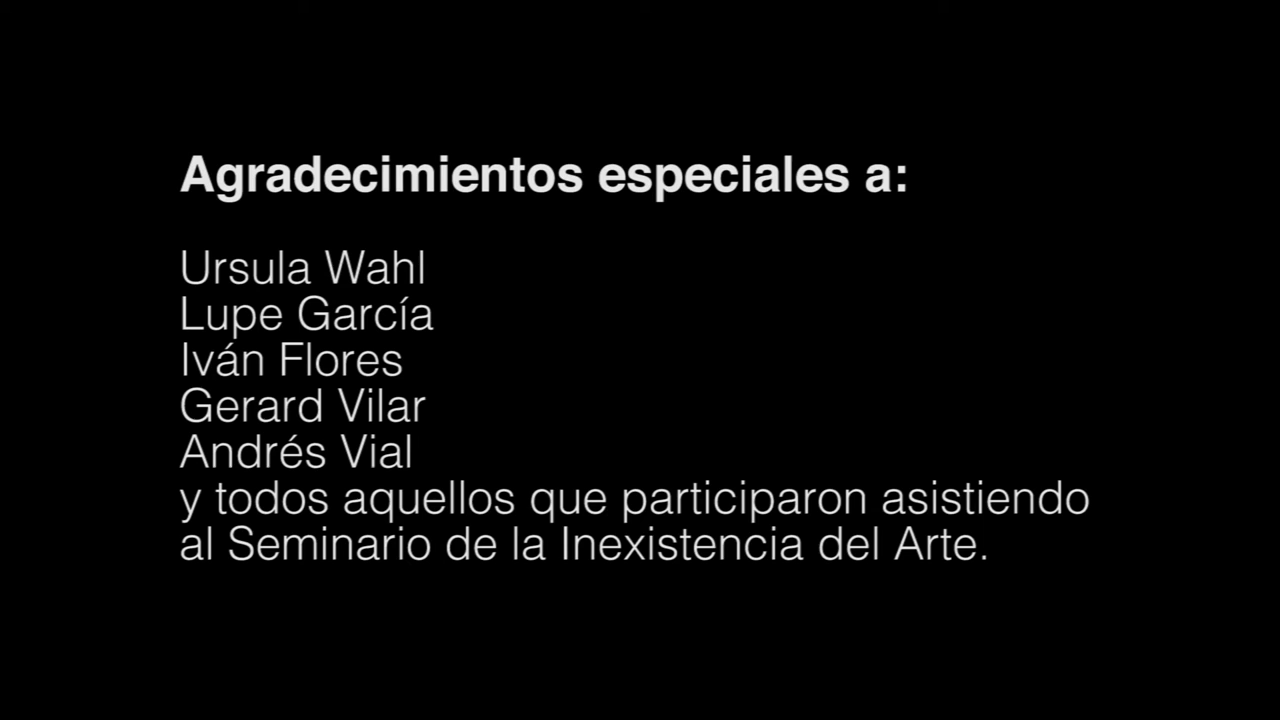 Agradecimientos especiales a:
Ursula Wahl
Lupe García
Iván Flores
Gerard Vilar
Andrés Vial
y todos aquellos que participaron asistiendo
al Seminario de la Inexistencia del Arte.